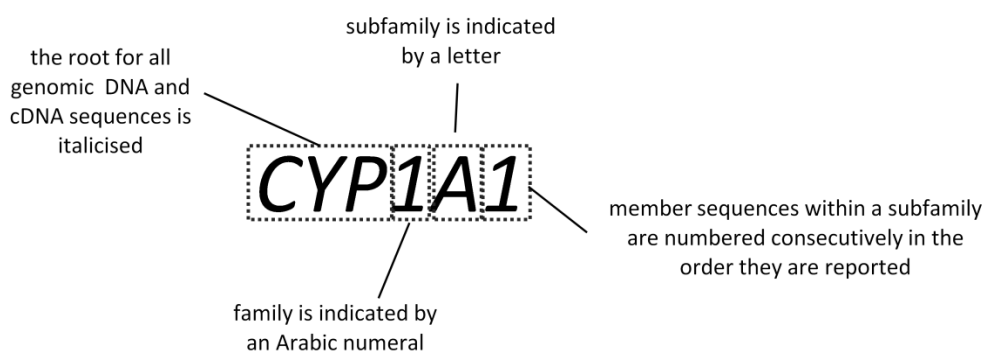 subfamily is indicated
by a letter
the root for all
genomic DNA and
cDNA sequences is
italicised
CYP1A1
member sequences within a subfamily
are numbered consecutively in the
order they are reported
family is indicated by
an Arabic numeral